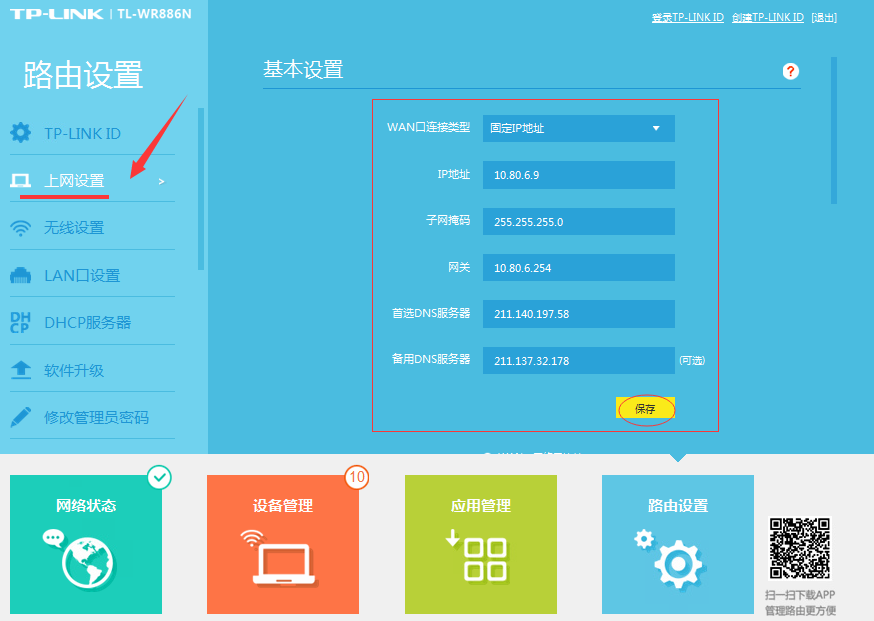 TP-LINK | TL-WR886N
登录TP-LINK ID 创建TP-LINK ID [退出]
路由设置
TP-LINK ID
上网设置 >
无线设置
LAN口设置
DHCP
DHCP服务器
软件升级
修改管理员密码
基本设置
?
WAN口连接类型 固定IP地址
IP地址 10.80.6.9
子网掩码 255.255.255.0
网关 10.80.6.254
首选DNS服务器 211.140.197.58
备用DNS服务器 211.137.32.178 (可选)
保存
网络状态
设备管理 10
应用管理
路由设置
扫一扫下载APP
管理路由更方便